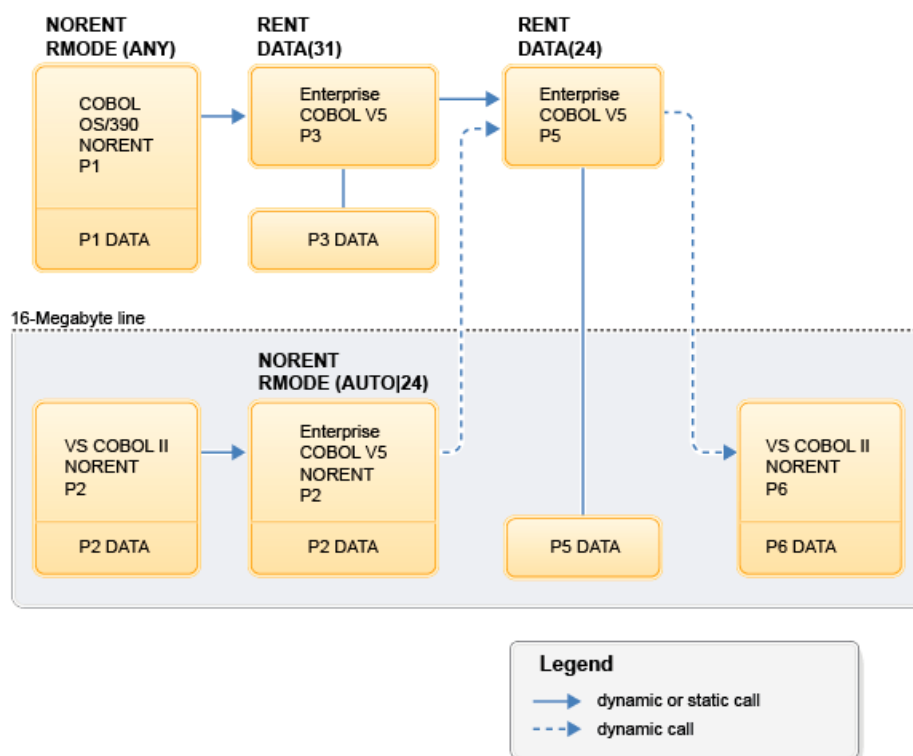 NORENT
RMODE (ANY)
RENT
DATA(31)
RENT
DATA(24)
COBOL
OS/390
NORENT
P1
P1 DATA
Enterprise
COBOL V5
P3
P3 DATA
Enterprise
COBOL V5
P5
16-Megabyte line
NORENT
RMODE (AUTO|24)
VS COBOL II
NORENT
P2
P2 DATA
Enterprise
COBOL V5
NORENT
P2
P2 DATA
P5 DATA
VS COBOL II
NORENT
P6
P6 DATA
Legend
dynamic or static call
dynamic call